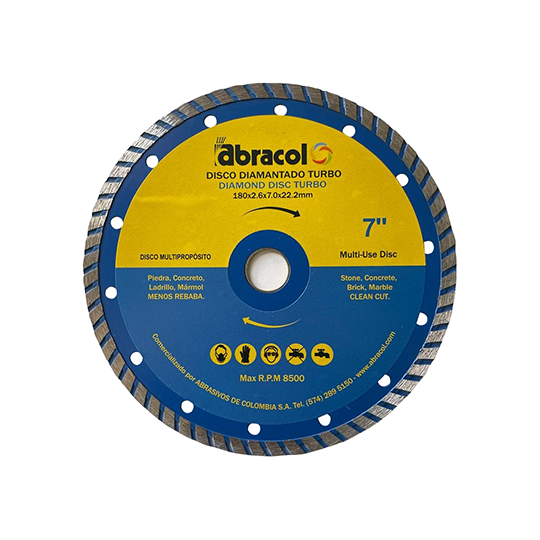 abracol
DISCO DIAMANTADO TURBO
DIAMOND DISC TURBO
180x2.6x7.0x22.2mm
7"
DISCO MULTIPROPÓSITO
Multi-Use Disc
Piedra, Concreto,
Ladrillo, Mármol
MENOS REBABA.
Stone, Concrete,
Brick, Marble
CLEAN CUT.
Max R.P.M 8500
Comercializado por ABRASIVOS DE COLOMBIA S.A. Tel. (574) 289 5150 - www.abracol.com